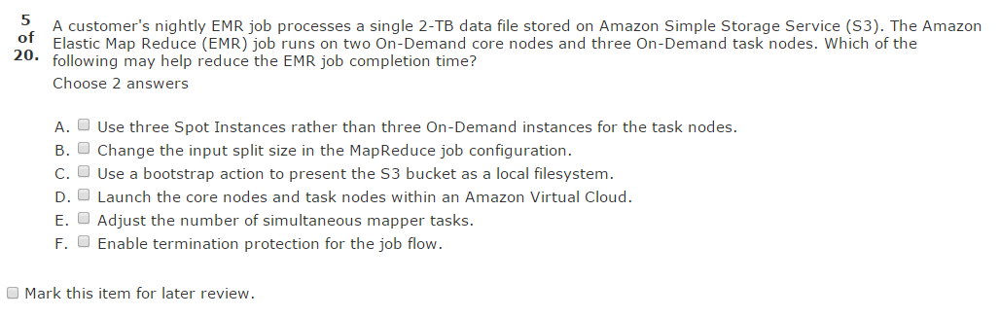 5 of 20.
A customer's nightly EMR job processes a single 2-TB data file stored on Amazon Simple Storage Service (S3). The Amazon
Elastic Map Reduce (EMR) job runs on two On-Demand core nodes and three On-Demand task nodes. Which of the
following may help reduce the EMR job completion time?
Choose 2 answers
A. Use three Spot Instances rather than three On-Demand instances for the task nodes.
B. Change the input split size in the MapReduce job configuration.
C. Use a bootstrap action to present the S3 bucket as a local filesystem.
D. Launch the core nodes and task nodes within an Amazon Virtual Cloud.
E. Adjust the number of simultaneous mapper tasks.
F. Enable termination protection for the job flow.
Mark this item for later review.